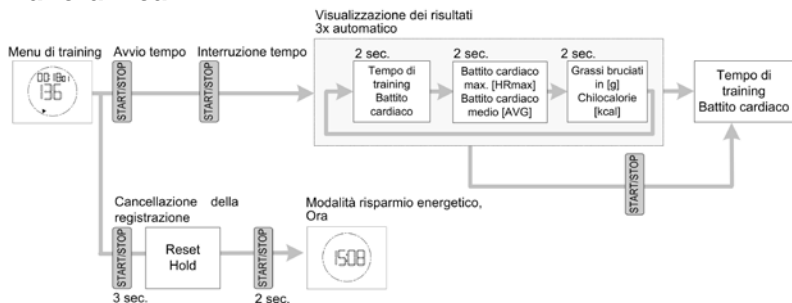 Visualizzazione dei risultati
3x automatico
Menu di training
Avvio tempo
Interruzione tempo
2 sec.
2 sec.
2 sec.
136
START/STOP
START/STOP
Tempo di
training
Battito
cardiaco
Battito cardiaco
max. [HRmax]
Battito cardiaco
medio [AVG]
Grassi bruciati
in [g]
Chilocalorie
[kcal]
Tempo di
training
Battito cardiaco
START/STOP
Cancellazione della
registrazione
Modalità risparmio energetico,
Ora
START/STOP
Reset
Hold
START/STOP
15:08
3 sec.
2 sec.